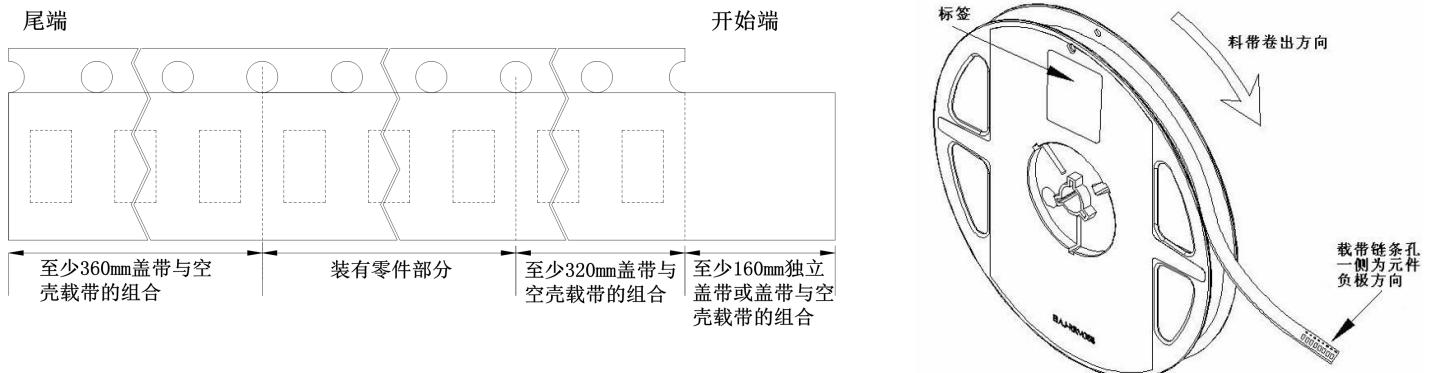 尾端
开始端
至少360mm盖带与空
壳载带的组合
装有零件部分
至少320mm盖带与
空壳载带的组合
至少160mm独立
盖带或盖带与空
壳载带的组合
标签
料带卷出方向
载带链条孔
一侧为元件
负极方向